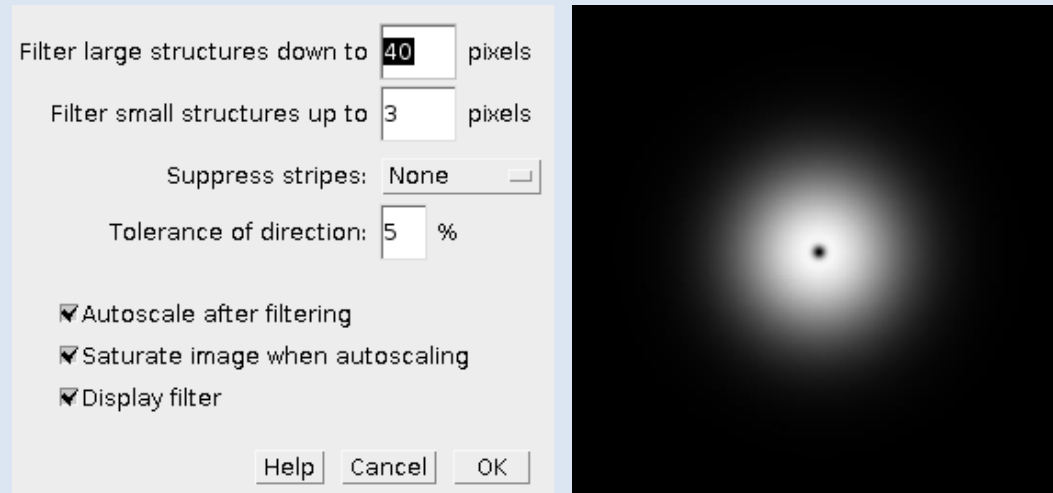 Filter large structures down to 40 pixels
Filter small structures up to 3 pixels
Suppress stripes: None
Tolerance of direction: 5 %
Autoscale after filtering
Saturate image when autoscaling
Display filter
Help Cancel OK